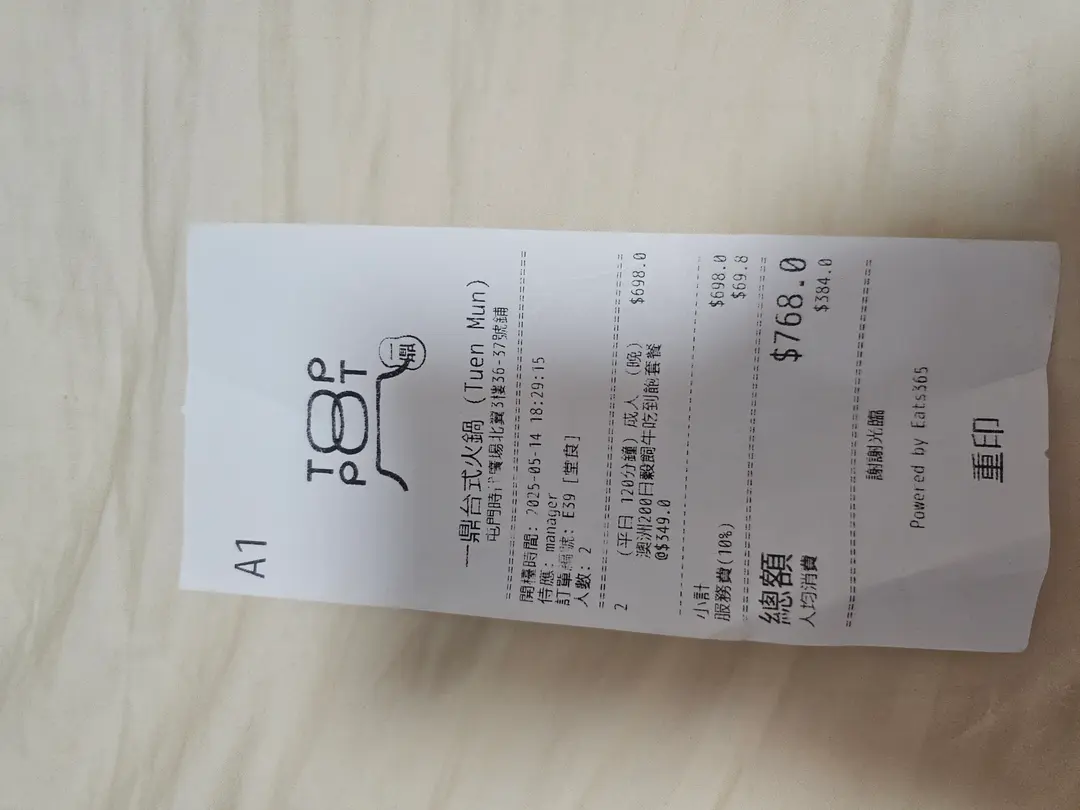 A1
TOP POT
一鼎
一鼎台式火鍋 (Tuen Mun)
屯門時代廣場北翼3樓36-37號鋪
開檯時間: 2025-05-14 18:29:15
侍應: manager
訂單編號: E39 [堂食]
人數: 2
2 (平日 120分鐘) 成人 (晚) $698.0
澳洲200日穀飼牛吃到飽套餐
@$349.0
小計 $698.0
服務費(10%) $69.8
總額 $768.0
人均消費 $384.0
謝謝光臨
Powered by Eats365
重印